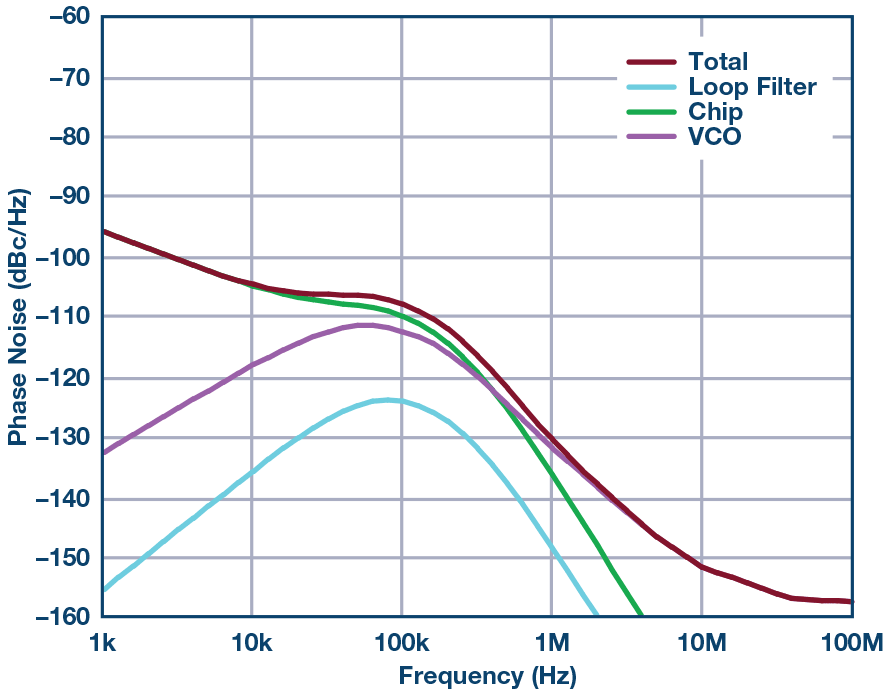 –60
–70
–80
–90
–100
–110
–120
–130
–140
–150
–160
Phase Noise (dBc/Hz)
Total
Loop Filter
Chip
VCO
1k 10k 100k 1M 10M 100M
Frequency (Hz)